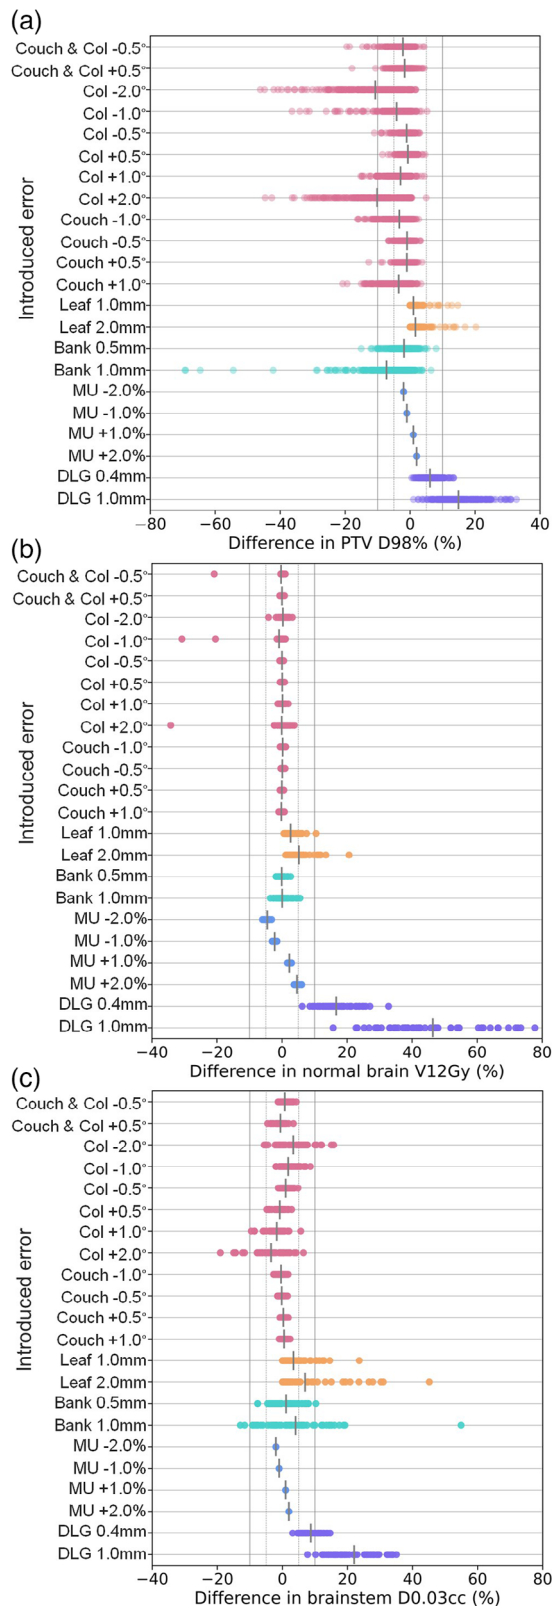 (a)
Introduced error
Couch & Col -0.5°
Couch & Col +0.5°
Col -2.0°
Col -1.0°
Col -0.5°
Col +0.5°
Col +1.0°
Col +2.0°
Couch -1.0°
Couch -0.5°
Couch +0.5°
Couch +1.0°
Leaf 1.0mm
Leaf 2.0mm
Bank 0.5mm
Bank 1.0mm
MU -2.0%
MU -1.0%
MU +1.0%
MU +2.0%
DLG 0.4mm
DLG 1.0mm
−80 −60 −40 −20 0 20 40
Difference in PTV D98% (%)
(b)
Introduced error
Couch & Col -0.5°
Couch & Col +0.5°
Col -2.0°
Col -1.0°
Col -0.5°
Col +0.5°
Col +1.0°
Col +2.0°
Couch -1.0°
Couch -0.5°
Couch +0.5°
Couch +1.0°
Leaf 1.0mm
Leaf 2.0mm
Bank 0.5mm
Bank 1.0mm
MU -2.0%
MU -1.0%
MU +1.0%
MU +2.0%
DLG 0.4mm
DLG 1.0mm
−40 −20 0 20 40 60 80
Difference in normal brain V12Gy (%)
(c)
Introduced error
Couch & Col -0.5°
Couch & Col +0.5°
Col -2.0°
Col -1.0°
Col -0.5°
Col +0.5°
Col +1.0°
Col +2.0°
Couch -1.0°
Couch -0.5°
Couch +0.5°
Couch +1.0°
Leaf 1.0mm
Leaf 2.0mm
Bank 0.5mm
Bank 1.0mm
MU -2.0%
MU -1.0%
MU +1.0%
MU +2.0%
DLG 0.4mm
DLG 1.0mm
−40 −20 0 20 40 60 80
Difference in brainstem D0.03cc (%)